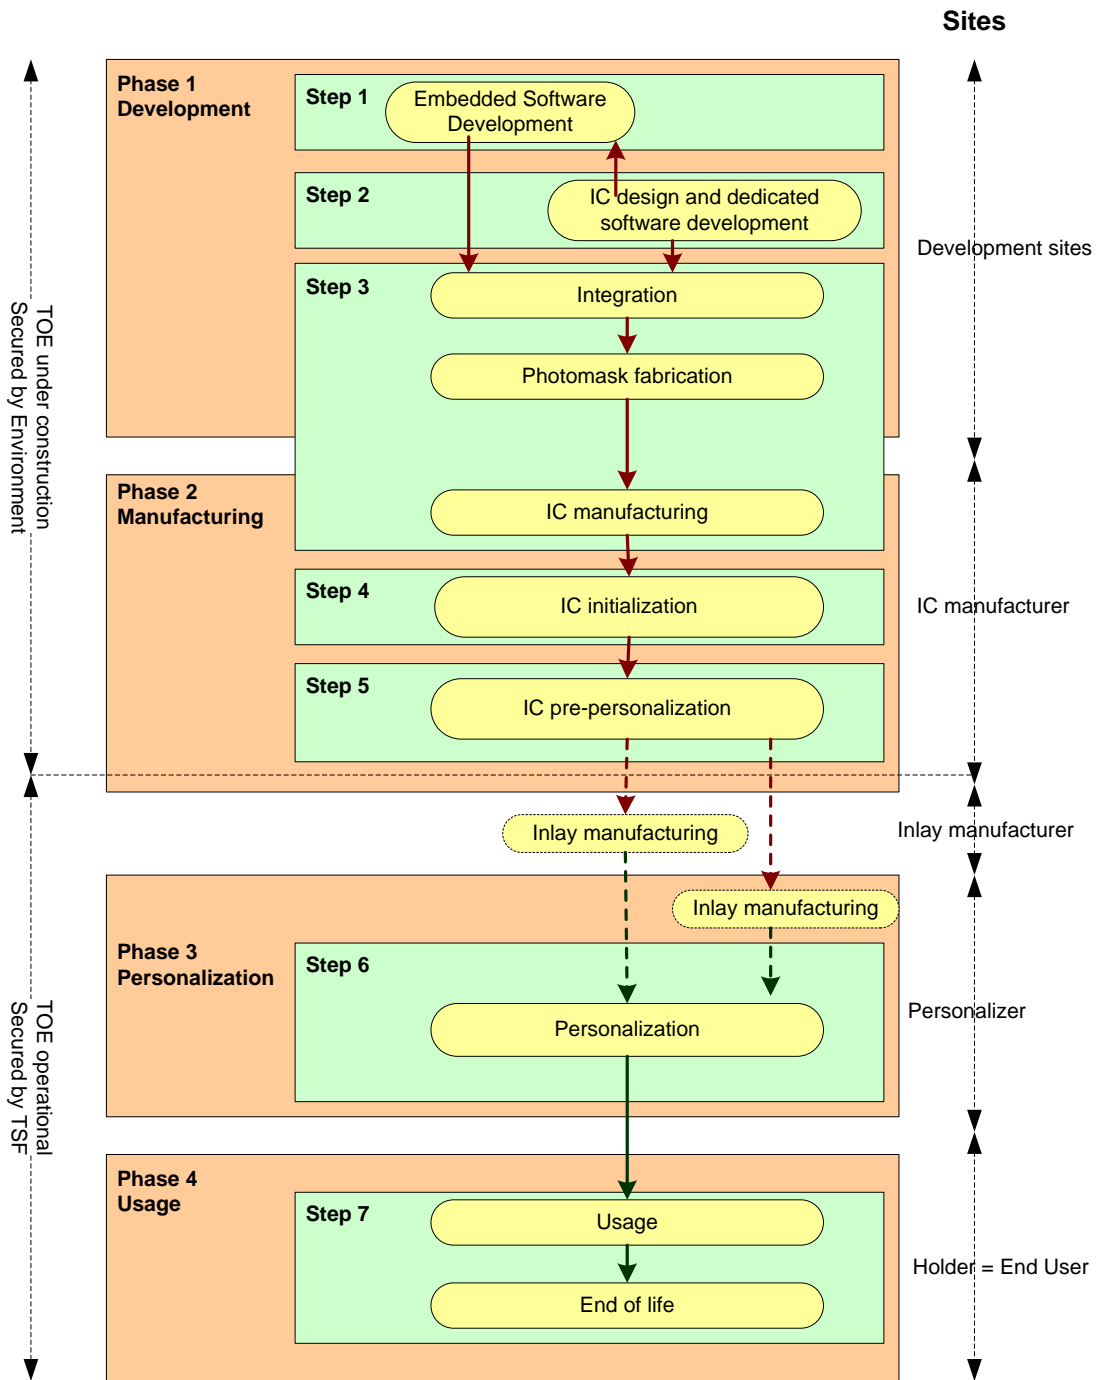 Sites
Phase 1
Development
Step 1
Embedded Software
Development
Step 2
IC design and dedicated
software development
Development sites
Step 3
Integration
TOE under construction
Secured by Environment
Photomask fabrication
Phase 2
Manufacturing
IC manufacturing
Step 4
IC initialization
IC manufacturer
Step 5
IC pre-personalization
Inlay manufacturing
Inlay manufacturer
Inlay manufacturing
Phase 3
Personalization
Step 6
Personalization
Personalizer
TOE operational
Secured by TSF
Phase 4
Usage
Step 7
Usage
Holder = End User
End of life